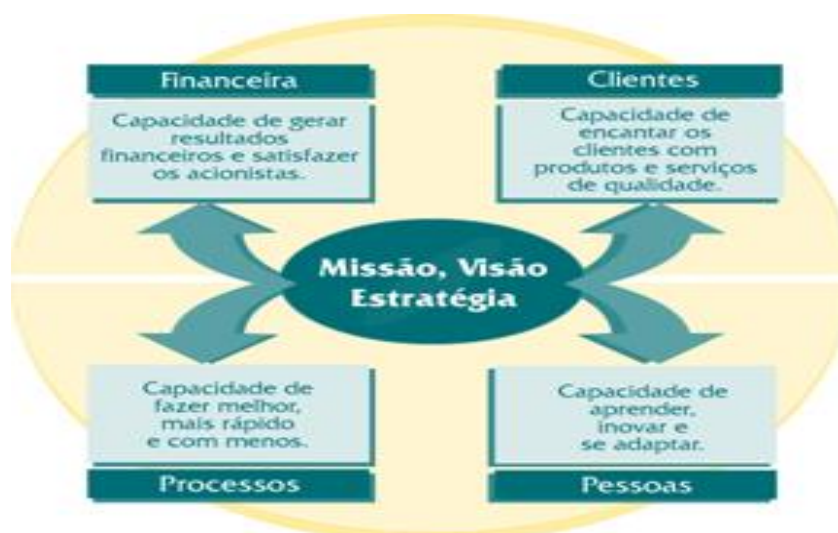 Financeira
Capacidade de gerar
resultados
financeiros e satisfazer
os acionistas.
Clientes
Capacidade de
encantar os
clientes com
produtos e serviços
de qualidade.
Missão, Visão
Estratégia
Capacidade de
fazer melhor,
mais rápido
e com menos.
Processos
Capacidade de
aprender,
inovar e
se adaptar.
Pessoas